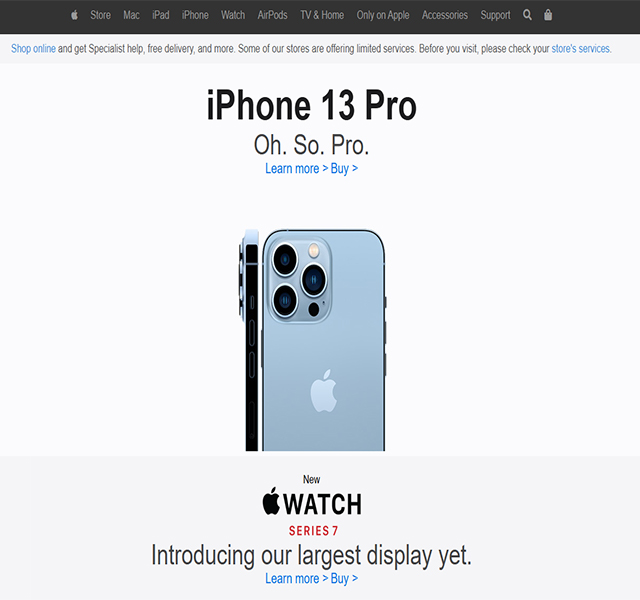 Store Mac iPad iPhone Watch AirPods TV & Home Only on Apple Accessories Support
Shop online and get Specialist help, free delivery, and more. Some of our stores are offering limited services. Before you visit, please check your store's services.
iPhone 13 Pro
Oh. So. Pro.
Learn more > Buy >
New
WATCH
SERIES 7
Introducing our largest display yet.
Learn more > Buy >